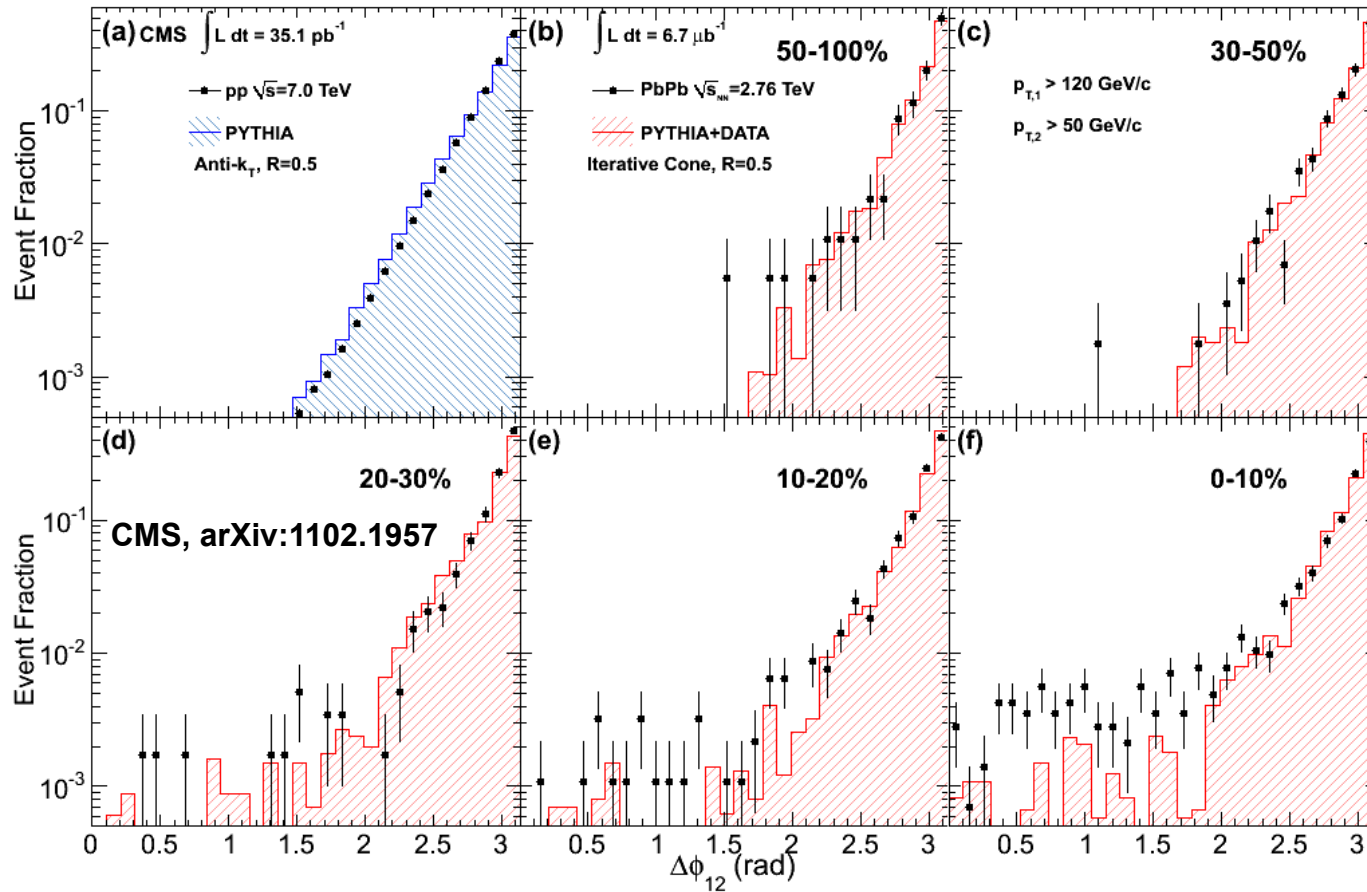 (a) CMS ∫ L dt = 35.1 pb⁻¹
pp √s=7.0 TeV
PYTHIA
Anti-k_T, R=0.5
(b) ∫ L dt = 6.7 μb⁻¹
50-100%
PbPb √s_NN=2.76 TeV
PYTHIA+DATA
Iterative Cone, R=0.5
(c) 30-50%
p_T,1 > 120 GeV/c
p_T,2 > 50 GeV/c
Event Fraction
10⁻¹
10⁻²
10⁻³
(d)
20-30%
CMS, arXiv:1102.1957
(e)
10-20%
(f)
0-10%
Event Fraction
10⁻¹
10⁻²
10⁻³
0 0.5 1 1.5 2 2.5 3 0.5 1 1.5 2 2.5 3 0.5 1 1.5 2 2.5 3
Δϕ₁₂ (rad)